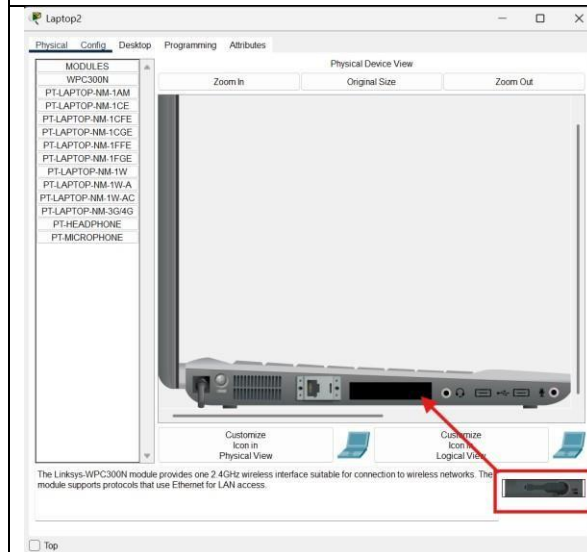 Laptop2
Physical Config Desktop Programming Attributes
MODULES
WPC300N
PT-LAPTOP-NM-1AM
PT-LAPTOP-NM-1CE
PT-LAPTOP-NM-1CFE
PT-LAPTOP-NM-1CGE
PT-LAPTOP-NM-1FFE
PT-LAPTOP-NM-1FGE
PT-LAPTOP-NM-1W
PT-LAPTOP-NM-1W-A
PT-LAPTOP-NM-1W-AC
PT-LAPTOP-NM-3G/4G
PT-HEADPHONE
PT-MICROPHONE
Physical Device View
Zoom In Original Size Zoom Out
Customize
Icon in
Physical View
Customize
Icon in
Logical View
The Linksys-WPC300N module provides one 2.4GHz wireless interface suitable for connection to wireless networks. The
module supports protocols that use Ethernet for LAN access.
Top